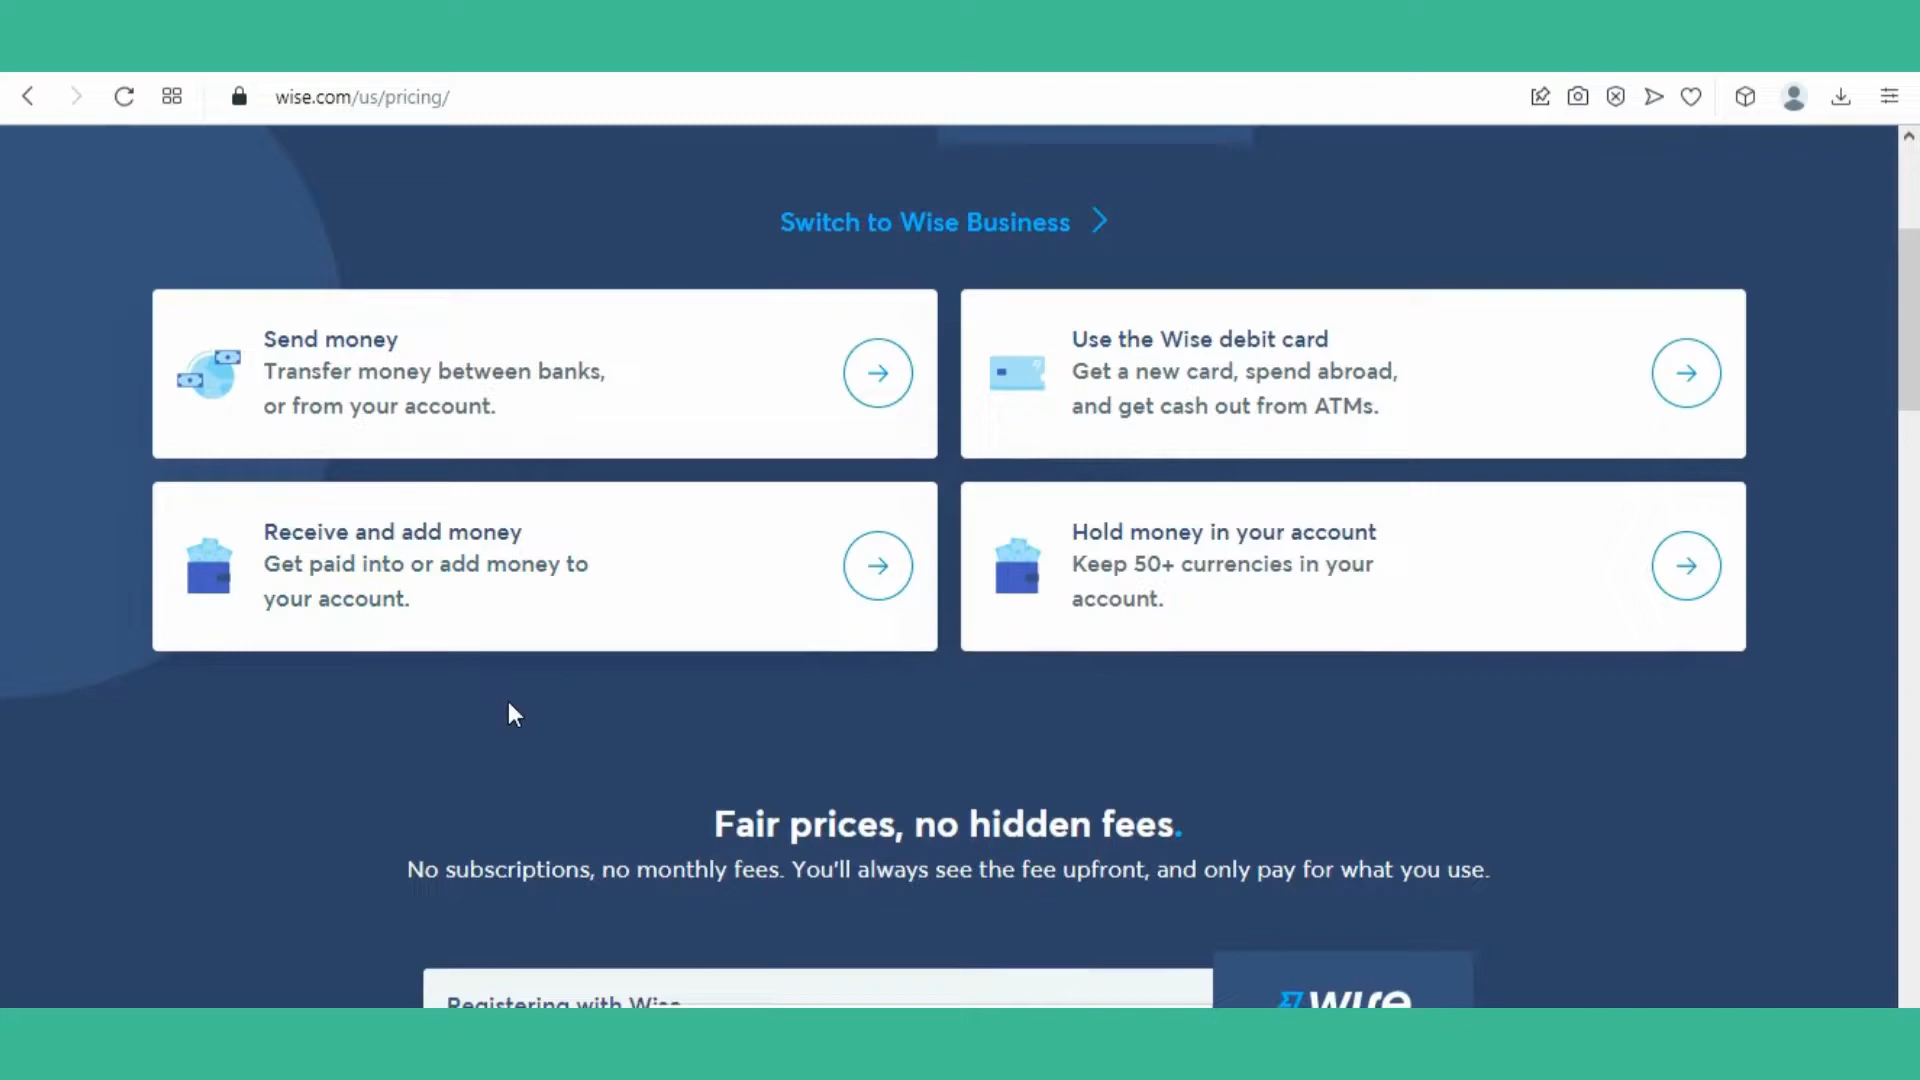 wise.com/us/pricing/
Switch to Wise Business
Send money
Transfer money between banks,
or from your account.
Use the Wise debit card
Get a new card, spend abroad,
and get cash out from ATMs.
Receive and add money
Get paid into or add money to
your account.
Hold money in your account
Keep 50+ currencies in your
account.
Fair prices, no hidden fees.
No subscriptions, no monthly fees. You'll always see the fee upfront, and only pay for what you use.
Registering with Wise
wise